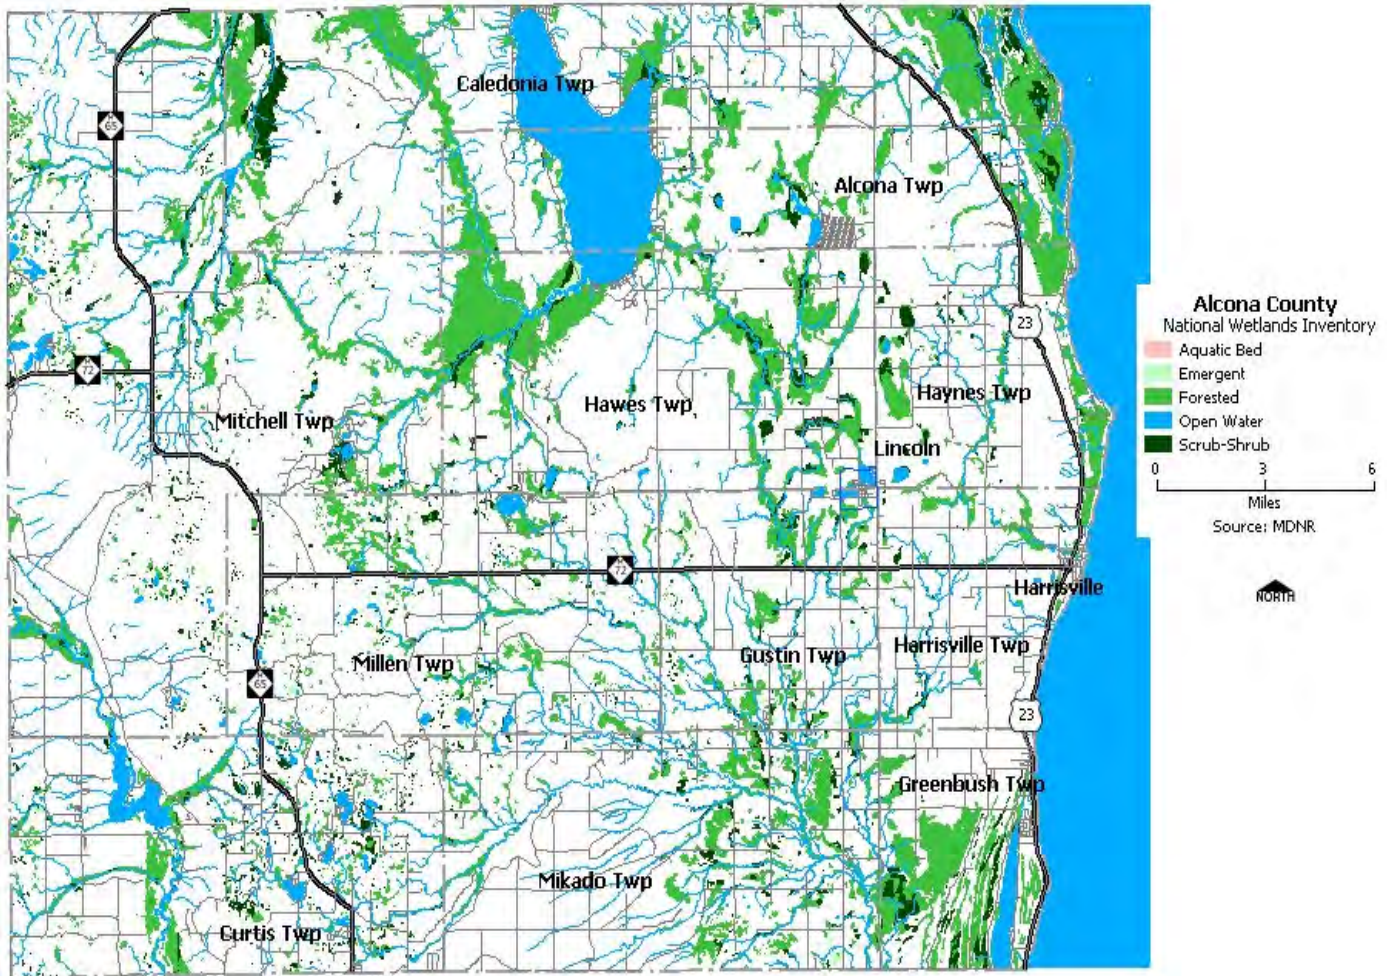 Caledonia Twp
M
65
Alcona Twp
23
M
72
Mitchell Twp
Hawes Twp
Haynes Twp
Lincoln
M
72
Harrisville
Millen Twp
Gustin Twp
Harrisville Twp
M
65
23
Greenbush Twp
Mikado Twp
Curtis Twp
Alcona County
National Wetlands Inventory
Aquatic Bed
Emergent
Forested
Open Water
Scrub-Shrub
0 3 6
Miles
Source: MDNR
NORTH